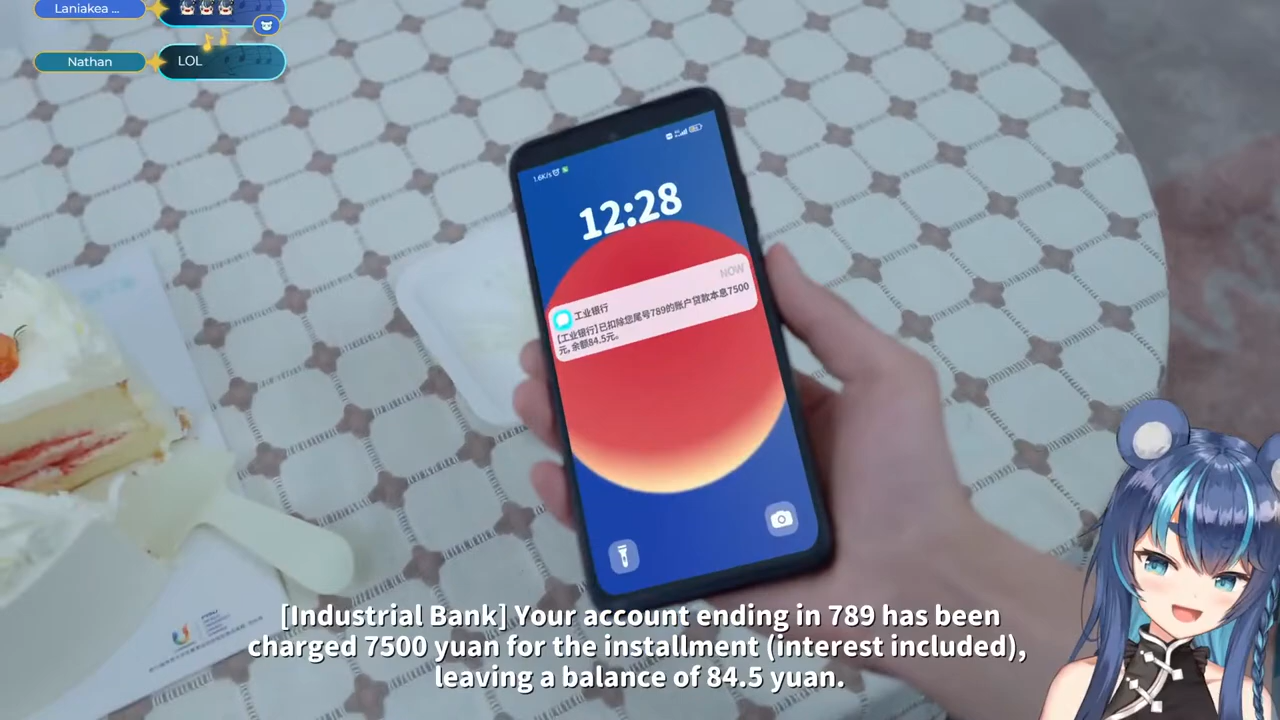 Laniakea ...
Nathan
LOL
1.6K/s
12:28
NOW
工业银行
【工业银行】已扣除您尾号789的账户贷款本息7500
元，余额84.5元。
[Industrial Bank] Your account ending in 789 has been
charged 7500 yuan for the installment (interest included),
leaving a balance of 84.5 yuan.